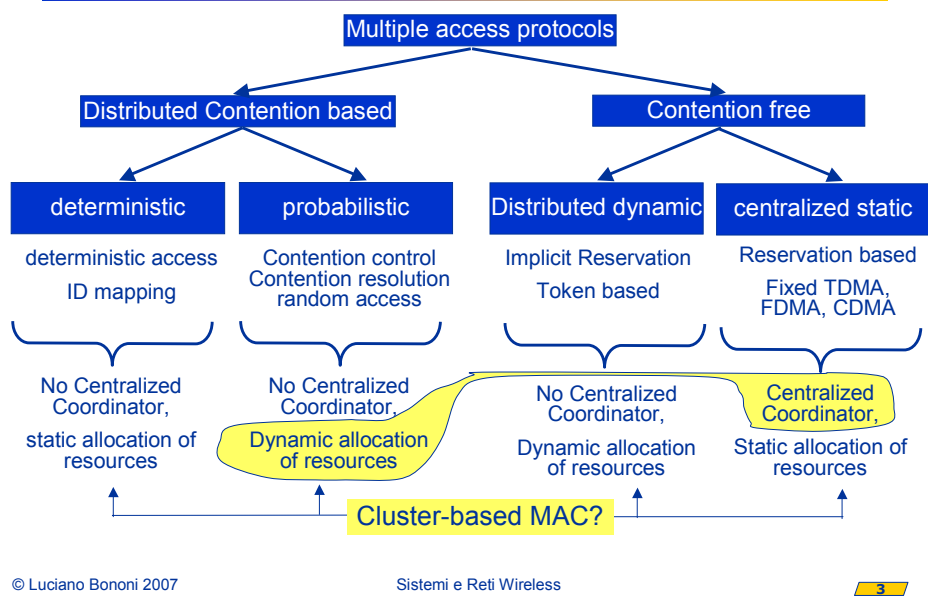 Multiple access protocols
Distributed Contention based
Contention free
deterministic
probabilistic
Distributed dynamic
centralized static
deterministic access
ID mapping
Contention control
Contention resolution
random access
Implicit Reservation
Token based
Reservation based
Fixed TDMA,
FDMA, CDMA
No Centralized
Coordinator,
static allocation of
resources
No Centralized
Coordinator,
Dynamic allocation
of resources
No Centralized
Coordinator,
Dynamic allocation
of resources
Centralized
Coordinator,
Static allocation of
resources
Cluster-based MAC?
© Luciano Bononi 2007
Sistemi e Reti Wireless
3